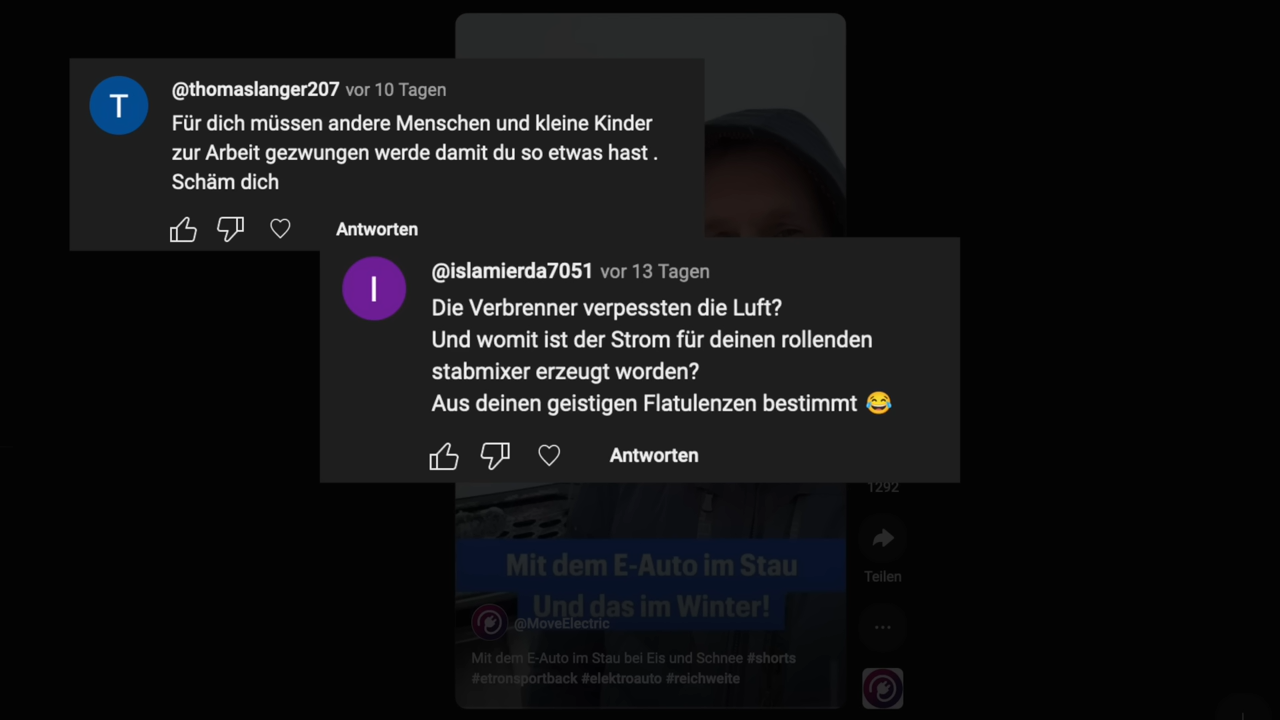 T
@thomaslanger207 vor 10 Tagen
Für dich müssen andere Menschen und kleine Kinder
zur Arbeit gezwungen werde damit du so etwas hast .
Schäm dich
Antworten
I
@islamierda7051 vor 13 Tagen
Die Verbrenner verpessten die Luft?
Und womit ist der Strom für deinen rollenden
stabmixer erzeugt worden?
Aus deinen geistigen Flatulenzen bestimmt 😂
Antworten
1292
Teilen
Mit dem E-Auto im Stau
Und das im Winter!
@MoveElectric
Mit dem E-Auto im Stau bei Eis und Schnee #shorts
#etronsportback #elektroauto #reichweite